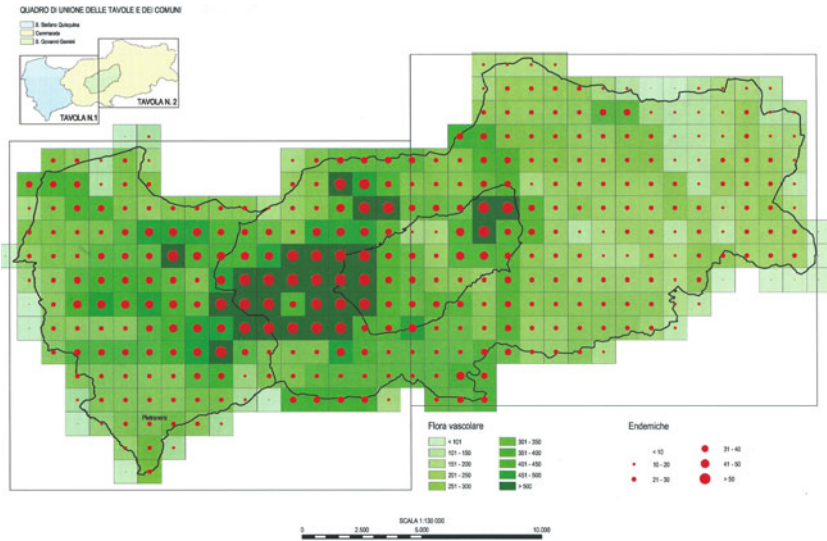 QUADRO DI UNIONE DELLE TAVOLE E DEI COMUNI
S. Stefano Quisquina
Cammarata
S. Giovanni Gemini
TAVOLA N. 2
TAVOLA N.1
Pietranera
Flora vascolare
< 101
101 - 150
151 - 200
201 - 250
251 - 300
301 - 350
351 - 400
401 - 450
451 - 500
> 500
Endemiche
< 10
10 - 20
21 - 30
31 - 40
41 - 50
> 50
SCALA 1:130 000
0 2.500 5.000 10.000